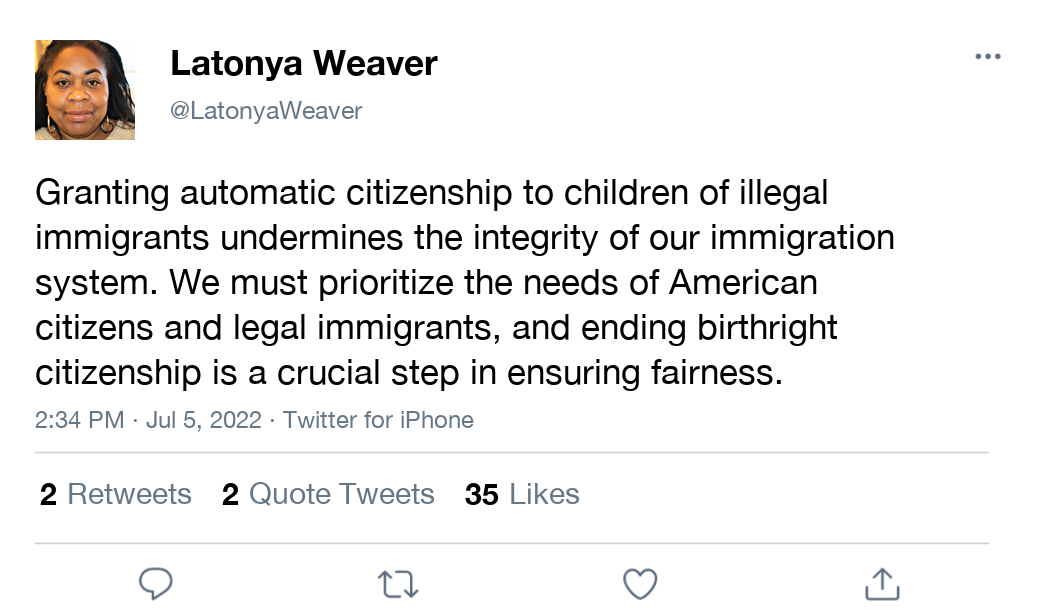 Latonya Weaver
@LatonyaWeaver
Granting automatic citizenship to children of illegal
immigrants undermines the integrity of our immigration
system. We must prioritize the needs of American
citizens and legal immigrants, and ending birthright
citizenship is a crucial step in ensuring fairness.
2:34 PM · Jul 5, 2022 · Twitter for iPhone
2 Retweets 2 Quote Tweets 35 Likes